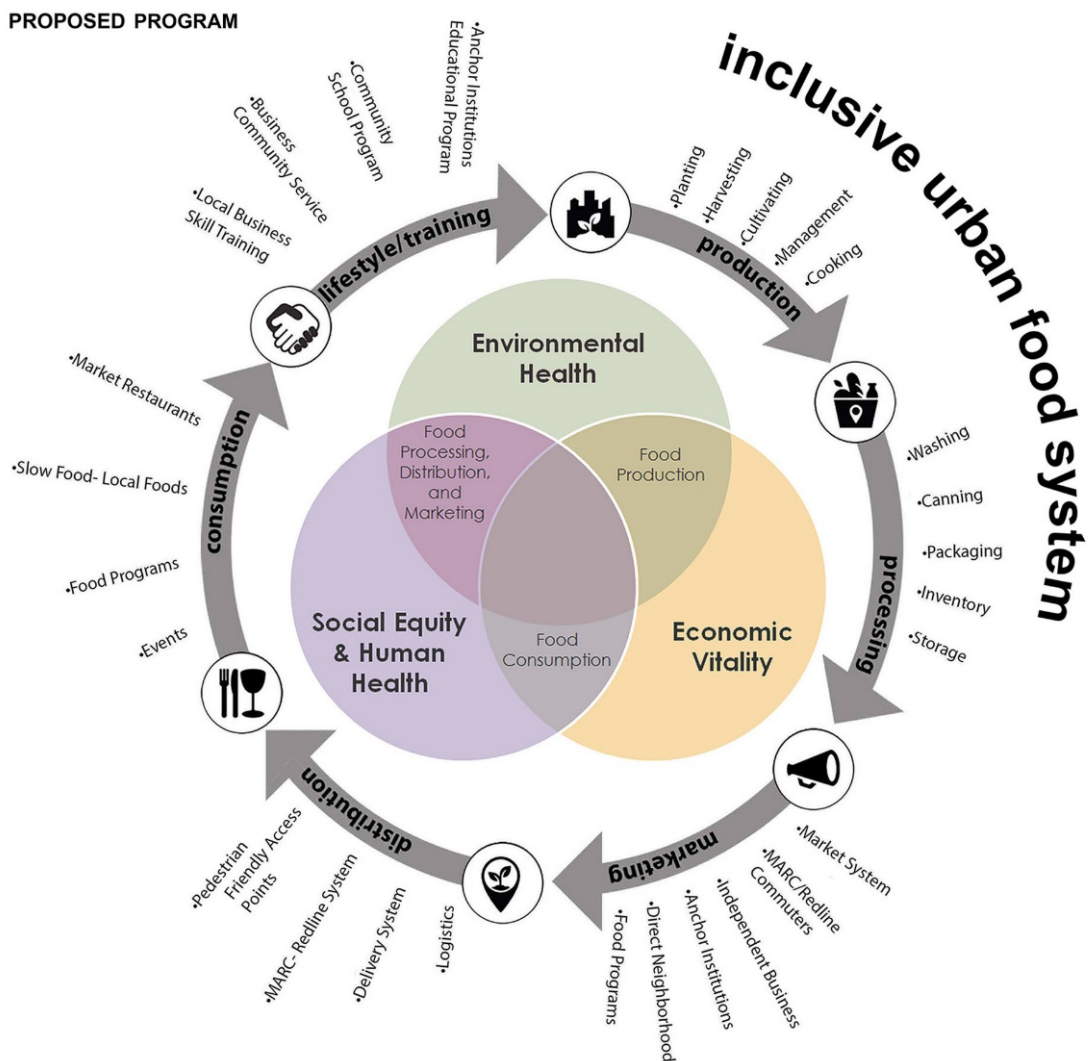 PROPOSED PROGRAM
inclusive urban food system
•Anchor Institutions
Educational Program
•Community
School Program
•Business
Community Service
•Local Business
Skill Training
lifestyle/training
•Planting
•Harvesting
•Cultivating
•Management
•Cooking
production
•Washing
•Canning
•Packaging
•Inventory
•Storage
processing
•Market System
•MARC/Redline
Commuters
•Independent Business
•Anchor Institutions
•Direct Neighborhood
•Food Programs
marketing
•Logistics
•Delivery System
•MARC- Redline System
•Pedestrian
Friendly Access
Points
distribution
•Events
•Food Programs
•Slow Food- Local Foods
•Market Restaurants
consumption
Environmental
Health
Food
Processing,
Distribution,
and
Marketing
Food
Production
Social Equity
& Human
Health
Food
Consumption
Economic
Vitality